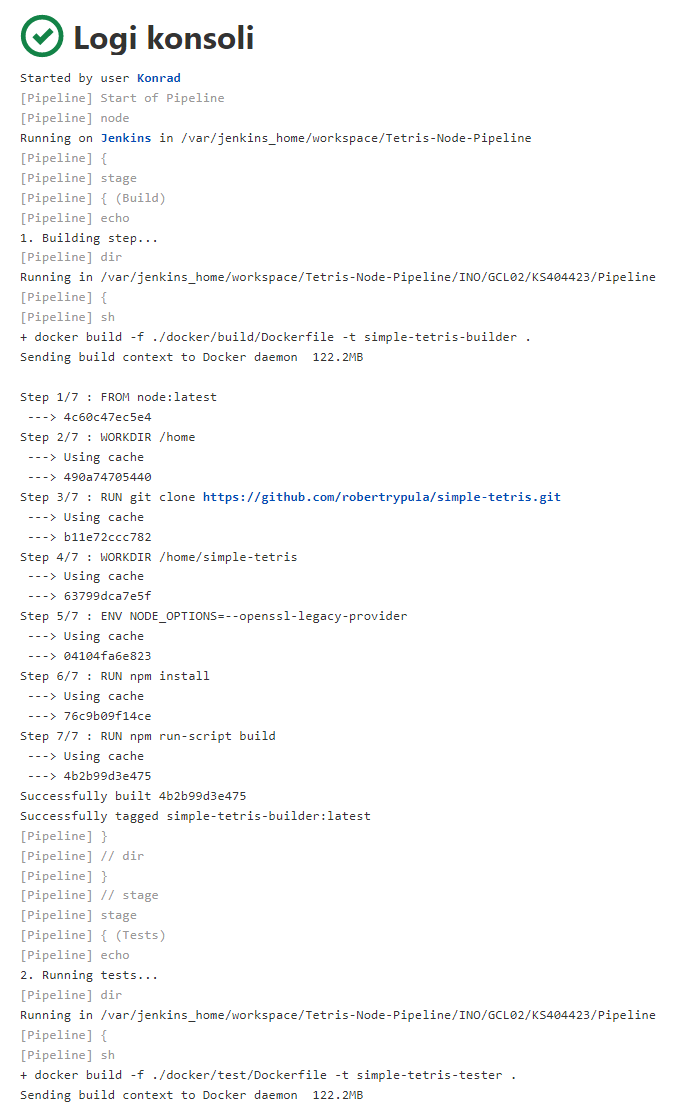 Logi konsoli
Started by user Konrad
[Pipeline] Start of Pipeline
[Pipeline] node
Running on Jenkins in /var/jenkins_home/workspace/Tetris-Node-Pipeline
[Pipeline] {
[Pipeline] stage
[Pipeline] { (Build)
[Pipeline] echo
1. Building step...
[Pipeline] dir
Running in /var/jenkins_home/workspace/Tetris-Node-Pipeline/INO/GCL02/KS404423/Pipeline
[Pipeline] {
[Pipeline] sh
+ docker build -f ./docker/build/Dockerfile -t simple-tetris-builder .
Sending build context to Docker daemon  122.2MB
Step 1/7 : FROM node:latest
 ---> 4c60c47ec5e4
Step 2/7 : WORKDIR /home
 ---> Using cache
 ---> 490a74705440
Step 3/7 : RUN git clone https://github.com/robertrypula/simple-tetris.git
 ---> Using cache
 ---> b11e72ccc782
Step 4/7 : WORKDIR /home/simple-tetris
 ---> Using cache
 ---> 63799dca7e5f
Step 5/7 : ENV NODE_OPTIONS=--openssl-legacy-provider
 ---> Using cache
 ---> 04104fa6e823
Step 6/7 : RUN npm install
 ---> Using cache
 ---> 76c9b09f14ce
Step 7/7 : RUN npm run-script build
 ---> Using cache
 ---> 4b2b99d3e475
Successfully built 4b2b99d3e475
Successfully tagged simple-tetris-builder:latest
[Pipeline] }
[Pipeline] // dir
[Pipeline] }
[Pipeline] // stage
[Pipeline] stage
[Pipeline] { (Tests)
[Pipeline] echo
2. Running tests...
[Pipeline] dir
Running in /var/jenkins_home/workspace/Tetris-Node-Pipeline/INO/GCL02/KS404423/Pipeline
[Pipeline] {
[Pipeline] sh
+ docker build -f ./docker/test/Dockerfile -t simple-tetris-tester .
Sending build context to Docker daemon  122.2MB